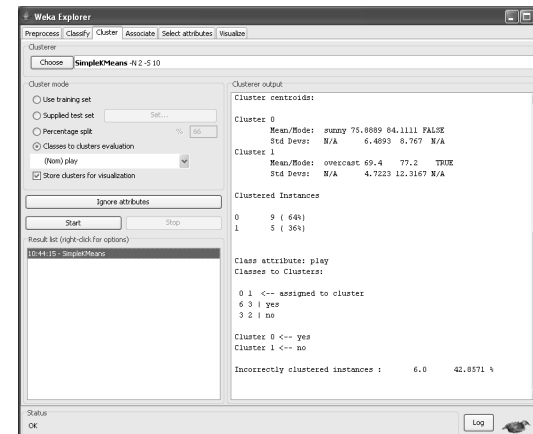 Weka Explorer
Preprocess Classify Cluster Associate Select attributes Visualize
Clusterer
Choose SimpleKMeans -N 2 -S 10
Cluster mode
Use training set
Supplied test set Set...
Percentage split % 66
Classes to clusters evaluation
(Nom) play
Store clusters for visualization
Ignore attributes
Start Stop
Result list (right-click for options)
10:44:15 - SimpleKMeans
Clusterer output
Cluster centroids:
Cluster 0
Mean/Mode: sunny 75.8889 84.1111 FALSE
Std Devs: N/A 6.4893 8.767 N/A
Cluster 1
Mean/Mode: overcast 69.4 77.2 TRUE
Std Devs: N/A 4.7223 12.3167 N/A
Clustered Instances
0 9 ( 64%)
1 5 ( 36%)
Class attribute: play
Classes to Clusters:
0 1 <-- assigned to cluster
6 3 | yes
3 2 | no
Cluster 0 <-- yes
Cluster 1 <-- no
Incorrectly clustered instances : 6.0 42.8571 %
Status
OK
Log